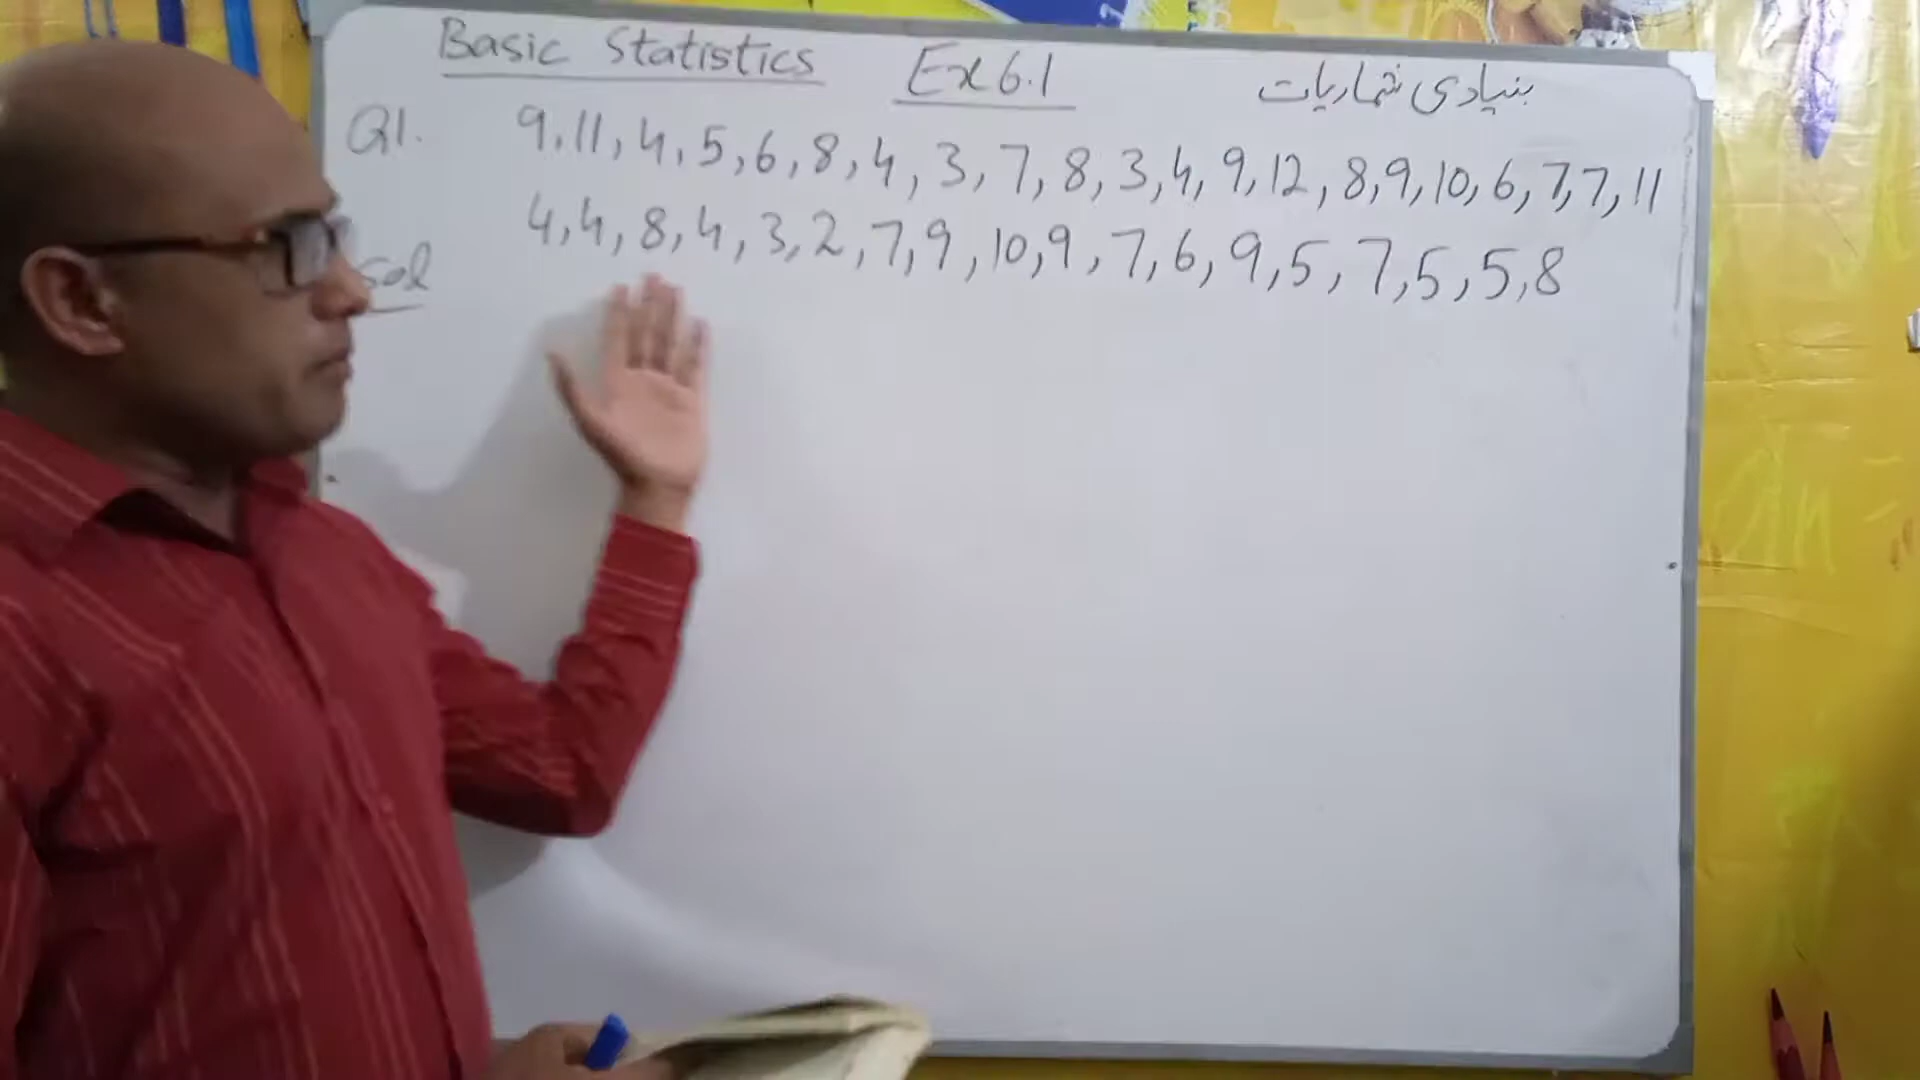 Basic Statistics Ex 6.1 بنیادی شماریات
Q1. 9, 11, 4, 5, 6, 8, 4, 3, 7, 8, 3, 4, 9, 12, 8, 9, 10, 6, 7, 7, 11
4, 4, 8, 4, 3, 2, 7, 9, 10, 9, 7, 6, 9, 5, 7, 5, 5, 8
Sol